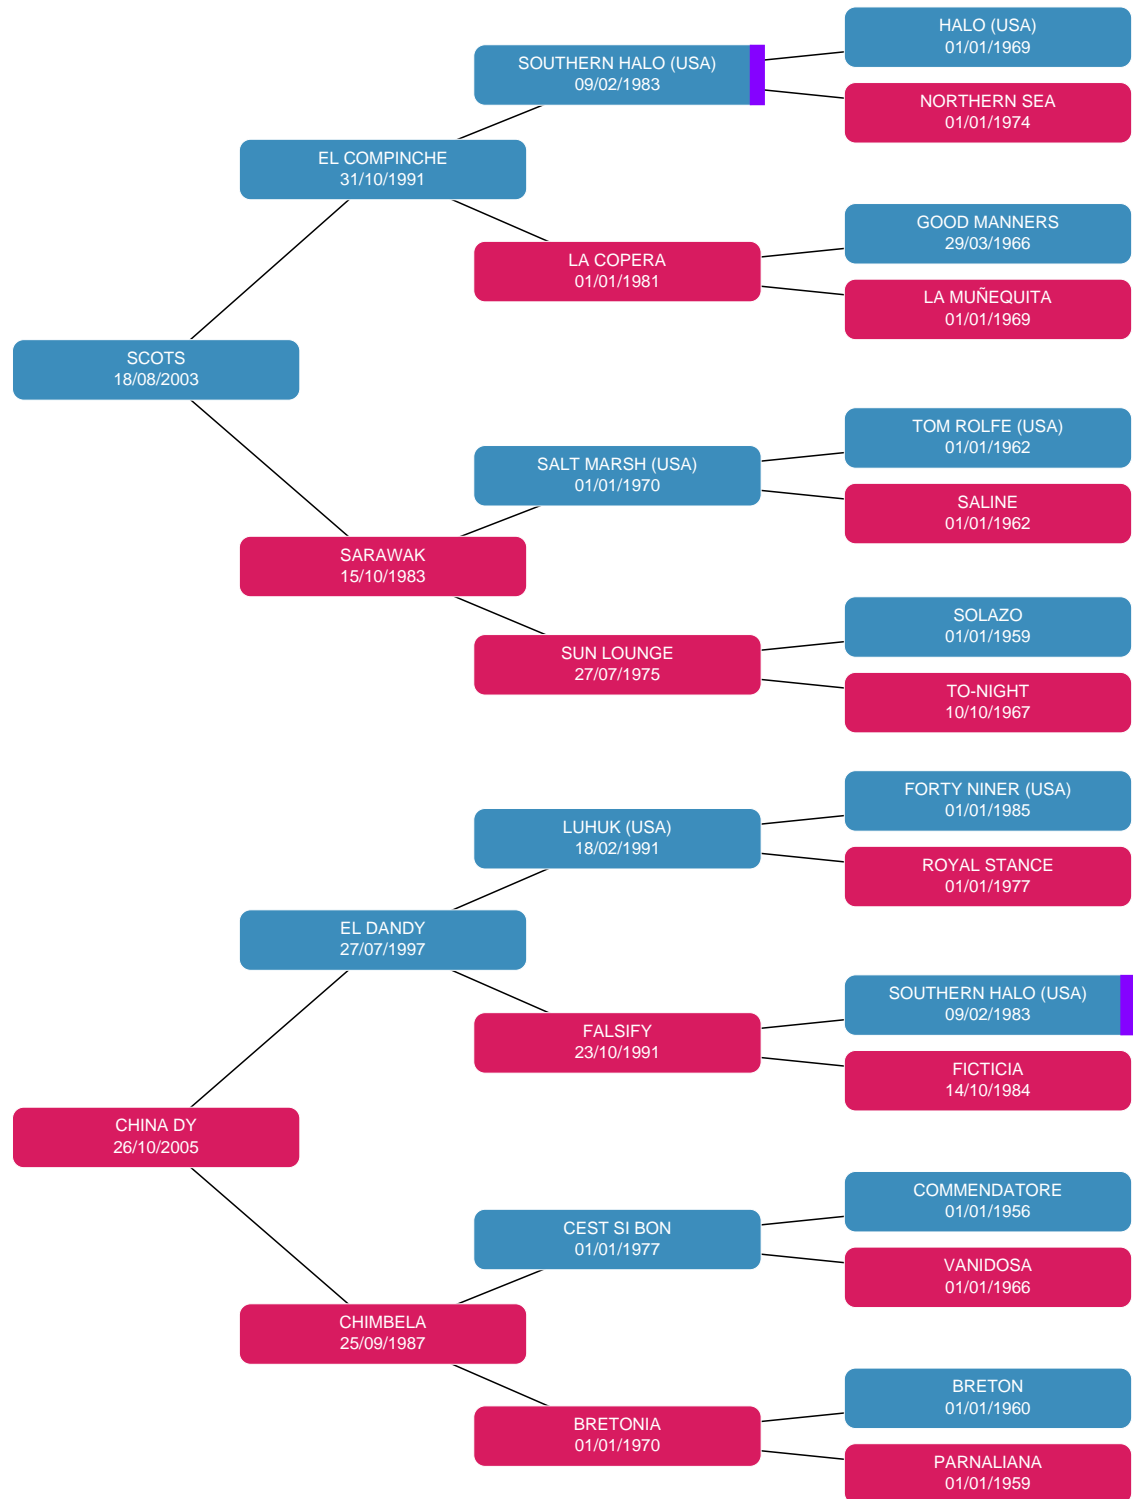 HALO (USA)
01/01/1969
SOUTHERN HALO (USA)
09/02/1983
NORTHERN SEA
01/01/1974
EL COMPINCHE
31/10/1991
GOOD MANNERS
29/03/1966
LA COPERA
01/01/1981
LA MUÑEQUITA
01/01/1969
SCOTS
18/08/2003
TOM ROLFE (USA)
01/01/1962
SALT MARSH (USA)
01/01/1970
SALINE
01/01/1962
SARAWAK
15/10/1983
SOLAZO
01/01/1959
SUN LOUNGE
27/07/1975
TO-NIGHT
10/10/1967
FORTY NINER (USA)
01/01/1985
LUHUK (USA)
18/02/1991
ROYAL STANCE
01/01/1977
EL DANDY
27/07/1997
SOUTHERN HALO (USA)
09/02/1983
FALSIFY
23/10/1991
FICTICIA
14/10/1984
CHINA DY
26/10/2005
COMMENDATORE
01/01/1956
CEST SI BON
01/01/1977
VANIDOSA
01/01/1966
CHIMBELA
25/09/1987
BRETON
01/01/1960
BRETONIA
01/01/1970
PARNALIANA
01/01/1959